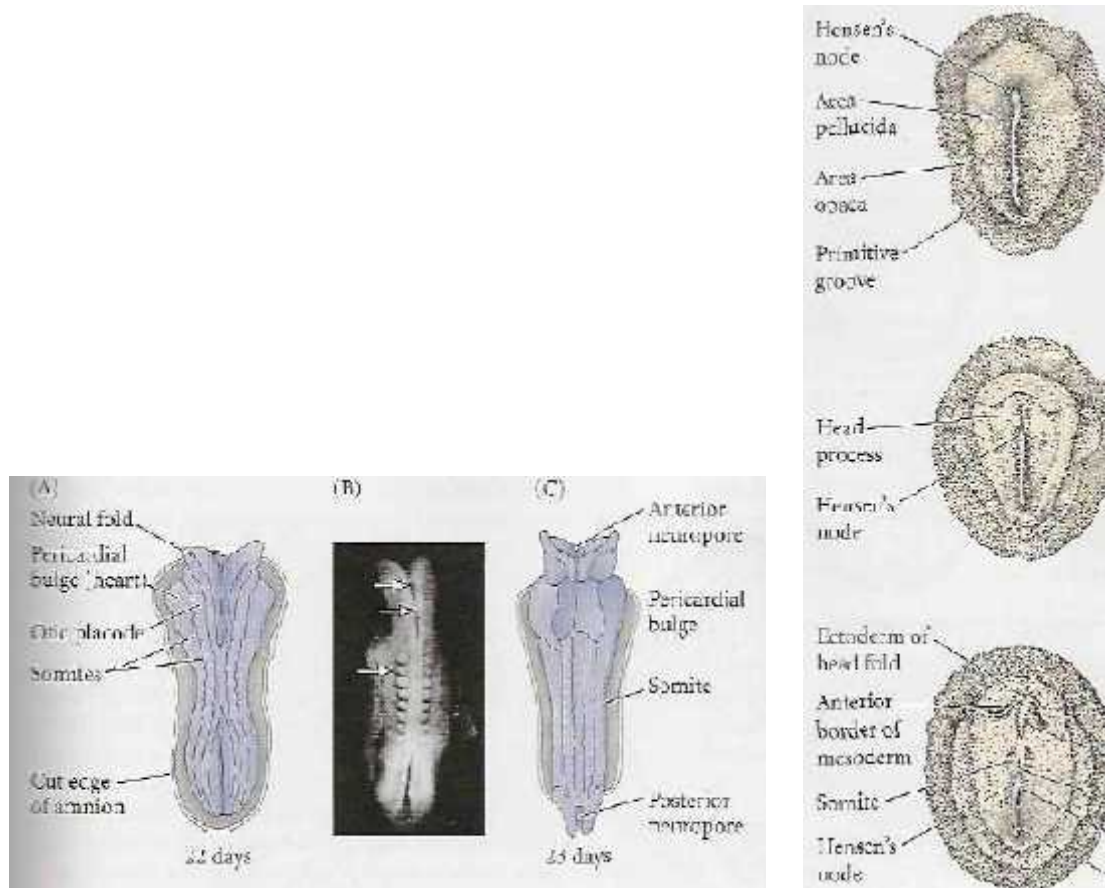 (A)
Neural fold
Pericardial
bulge (heart)
Otic placode
Somites
Cut edge
of amnion
22 days
(B)
(C)
Anterior
neuropore
Pericardial
bulge
Somite
Posterior
neuropore
23 days
Hensen's
node
Area
pellucida
Area
opaca
Primitive
groove
Head
process
Hensen's
node
Ectoderm of
head fold
Anterior
border of
mesoderm
Somite
Hensen's
node